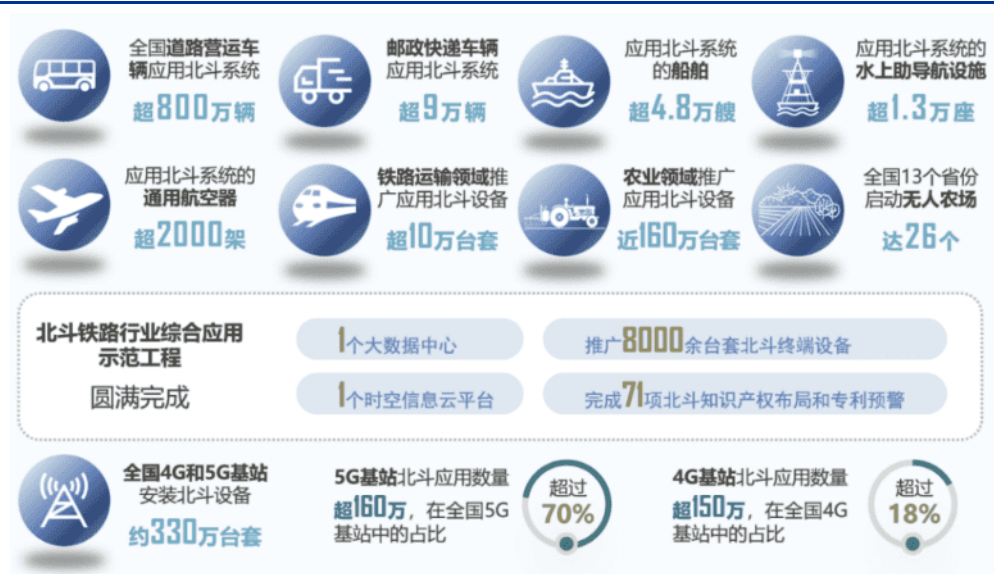 全国道路营运车
辆应用北斗系统
超800万辆
邮政快递车辆
应用北斗系统
超9万辆
应用北斗系统
的船舶
超4.8万艘
应用北斗系统的
水上助导航设施
超1.3万座
应用北斗系统的
通用航空器
超2000架
铁路运输领域推
广应用北斗设备
超10万台套
农业领域推广
应用北斗设备
近160万台套
全国13个省份
启动无人农场
达26个
北斗铁路行业综合应用
示范工程
圆满完成
1个大数据中心
推广8000余台套北斗终端设备
1个时空信息云平台
完成71项北斗知识产权布局和专利预警
全国4G和5G基站
安装北斗设备
约330万台套
5G基站北斗应用数量
超160万，在全国5G
基站中的占比
超过
70%
4G基站北斗应用数量
超150万，在全国4G
基站中的占比
超过
18%